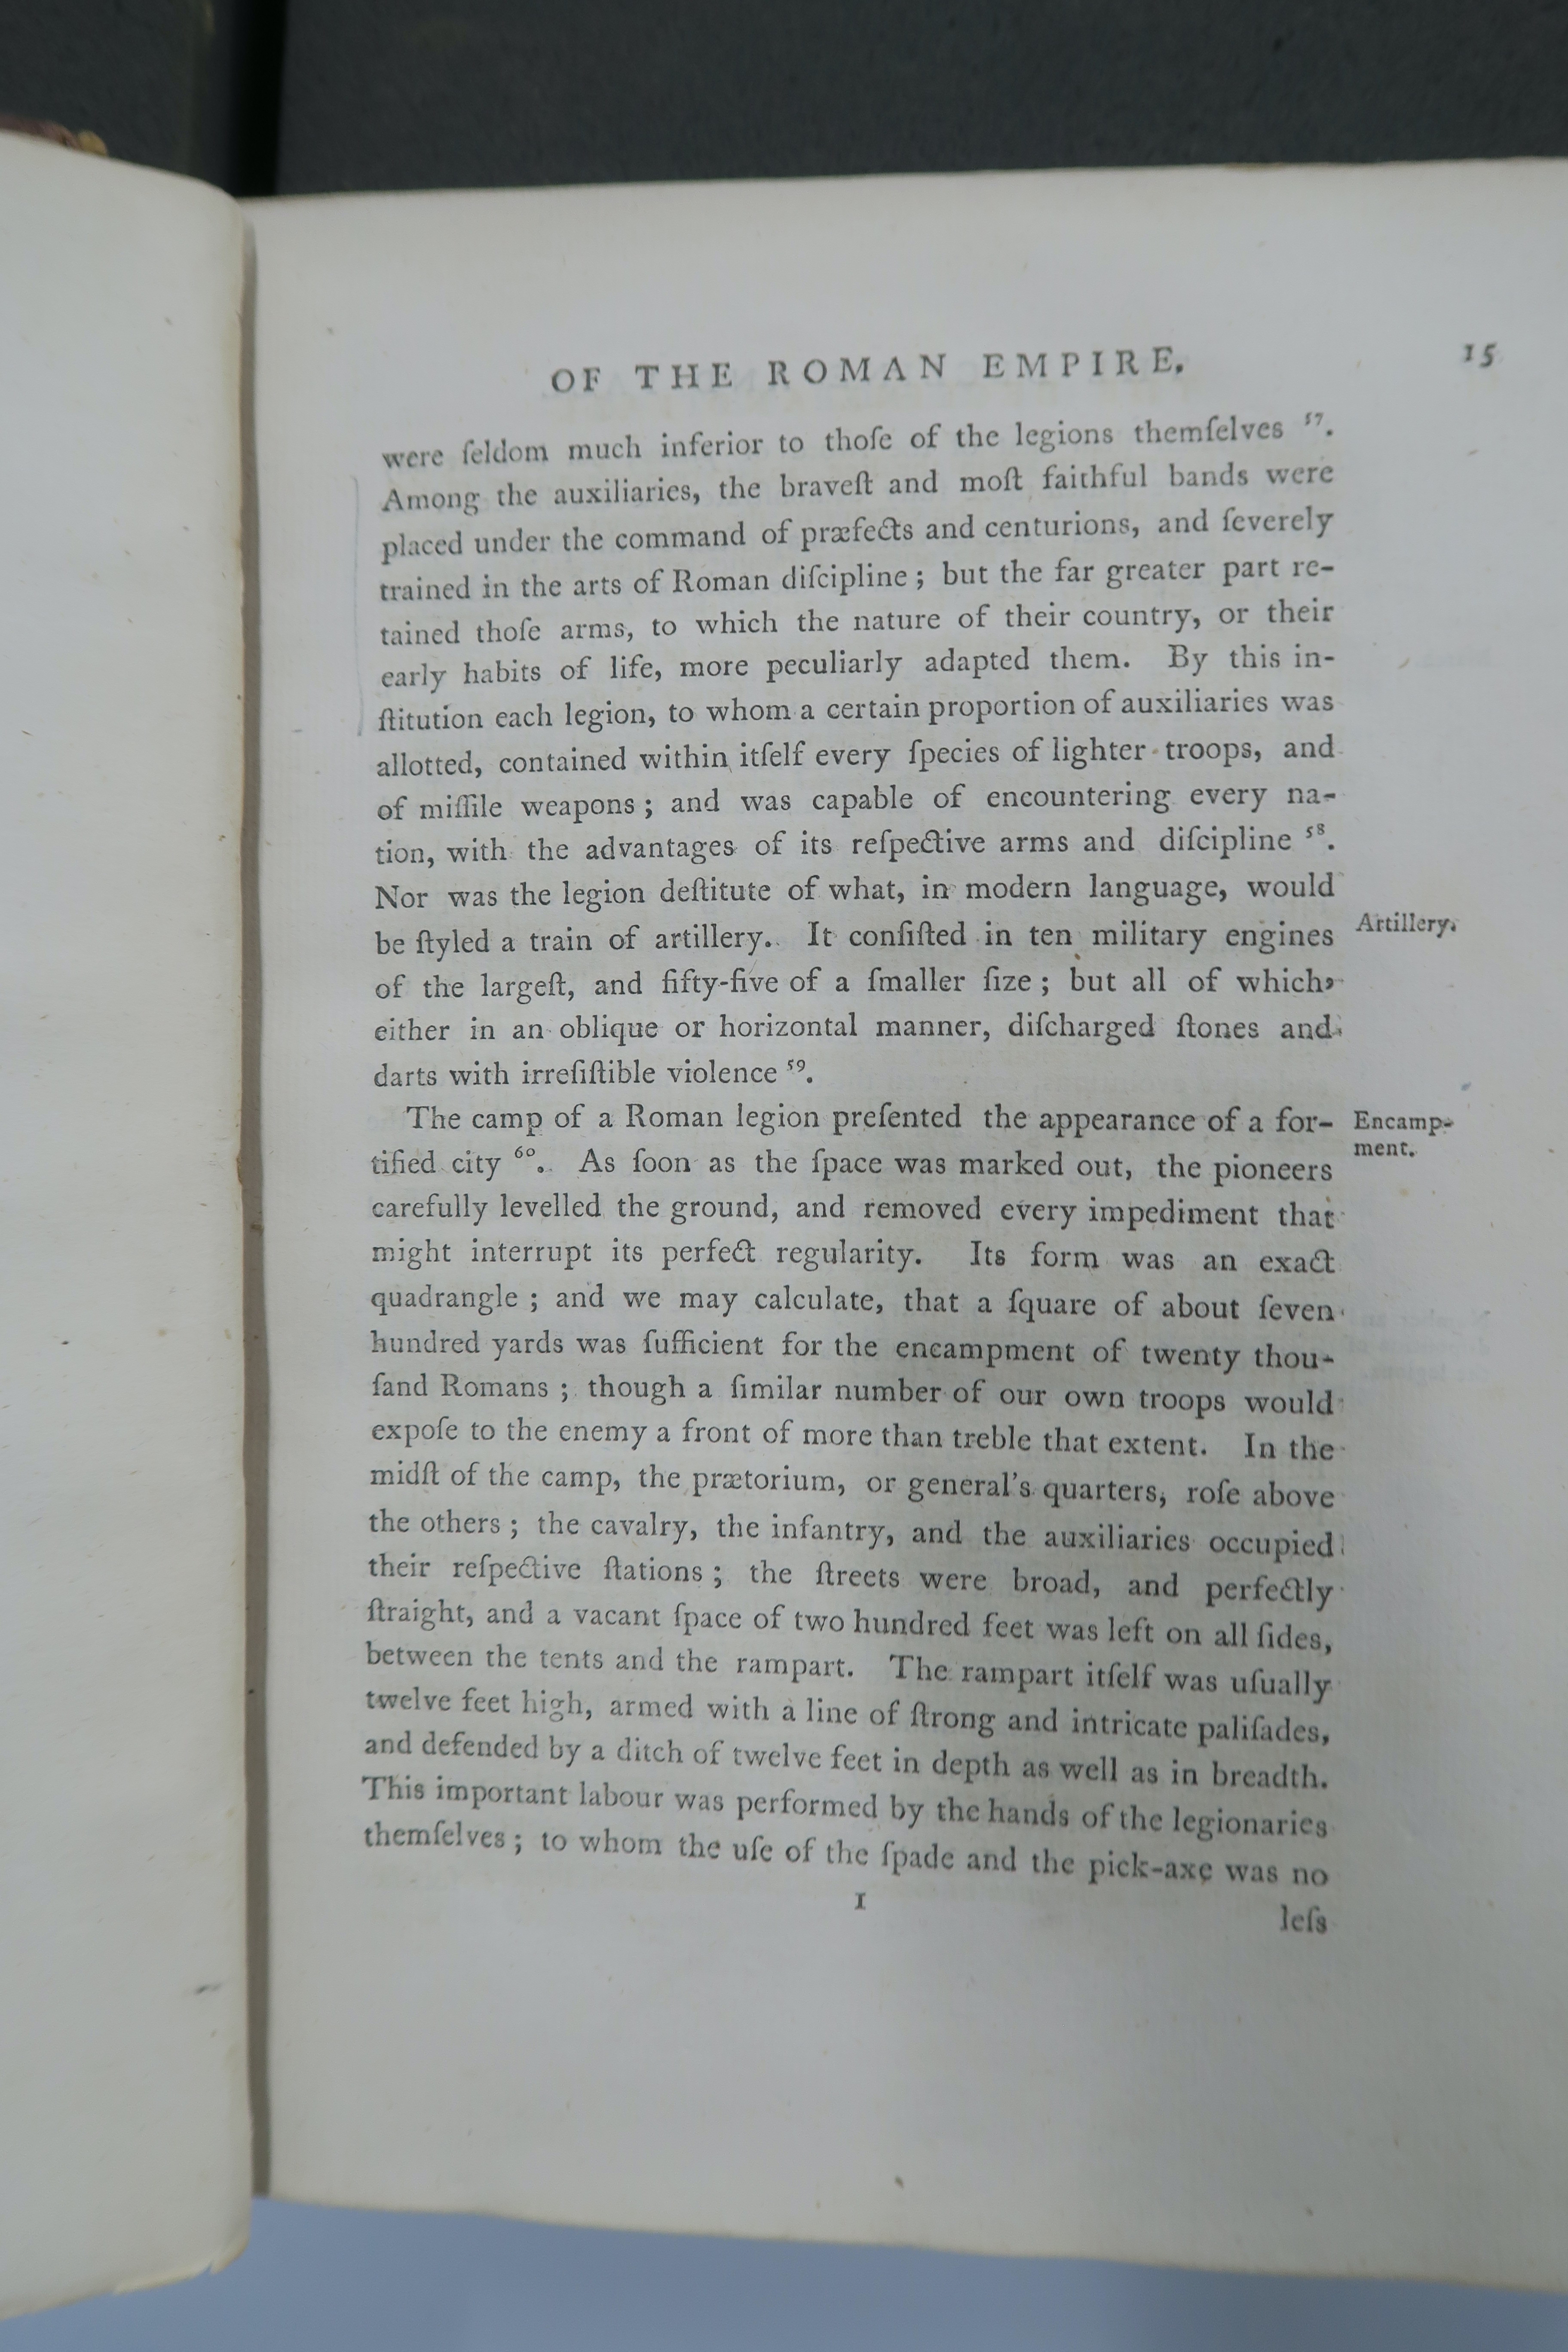 OF THE ROMAN EMPIRE.
15
were ſeldom much inferior to thoſe of the legions themſelves ⁵⁷.
Among the auxiliaries, the braveſt and moſt faithful bands were
placed under the command of præfects and centurions, and ſeverely
trained in the arts of Roman diſcipline ; but the far greater part re-
tained thoſe arms, to which the nature of their country, or their
early habits of life, more peculiarly adapted them. By this in-
ſtitution each legion, to whom a certain proportion of auxiliaries was
allotted, contained within itſelf every ſpecies of lighter troops, and
of miſſile weapons ; and was capable of encountering every na-
tion, with the advantages of its reſpective arms and diſcipline ⁵⁸.
Nor was the legion deſtitute of what, in modern language, would
be ſtyled a train of artillery. It conſiſted in ten military engines
Artillery.
of the largeſt, and fifty-five of a ſmaller ſize ; but all of which,
either in an oblique or horizontal manner, diſcharged ſtones and
darts with irreſiſtible violence ⁵⁹.
The camp of a Roman legion preſented the appearance of a for-
Encamp-
ment.
tified city ⁶⁰. As ſoon as the ſpace was marked out, the pioneers
carefully levelled the ground, and removed every impediment that
might interrupt its perfect regularity. Its form was an exact
quadrangle ; and we may calculate, that a ſquare of about ſeven
hundred yards was ſufficient for the encampment of twenty thou-
ſand Romans ; though a ſimilar number of our own troops would
expoſe to the enemy a front of more than treble that extent. In the
midſt of the camp, the prætorium, or general's quarters, roſe above
the others ; the cavalry, the infantry, and the auxiliaries occupied
their reſpective ſtations ; the ſtreets were broad, and perfectly
ſtraight, and a vacant ſpace of two hundred feet was left on all ſides,
between the tents and the rampart. The rampart itſelf was uſually
twelve feet high, armed with a line of ſtrong and intricate paliſades,
and defended by a ditch of twelve feet in depth as well as in breadth.
This important labour was performed by the hands of the legionaries
themſelves ; to whom the uſe of the ſpade and the pick-axe was no
1
leſs